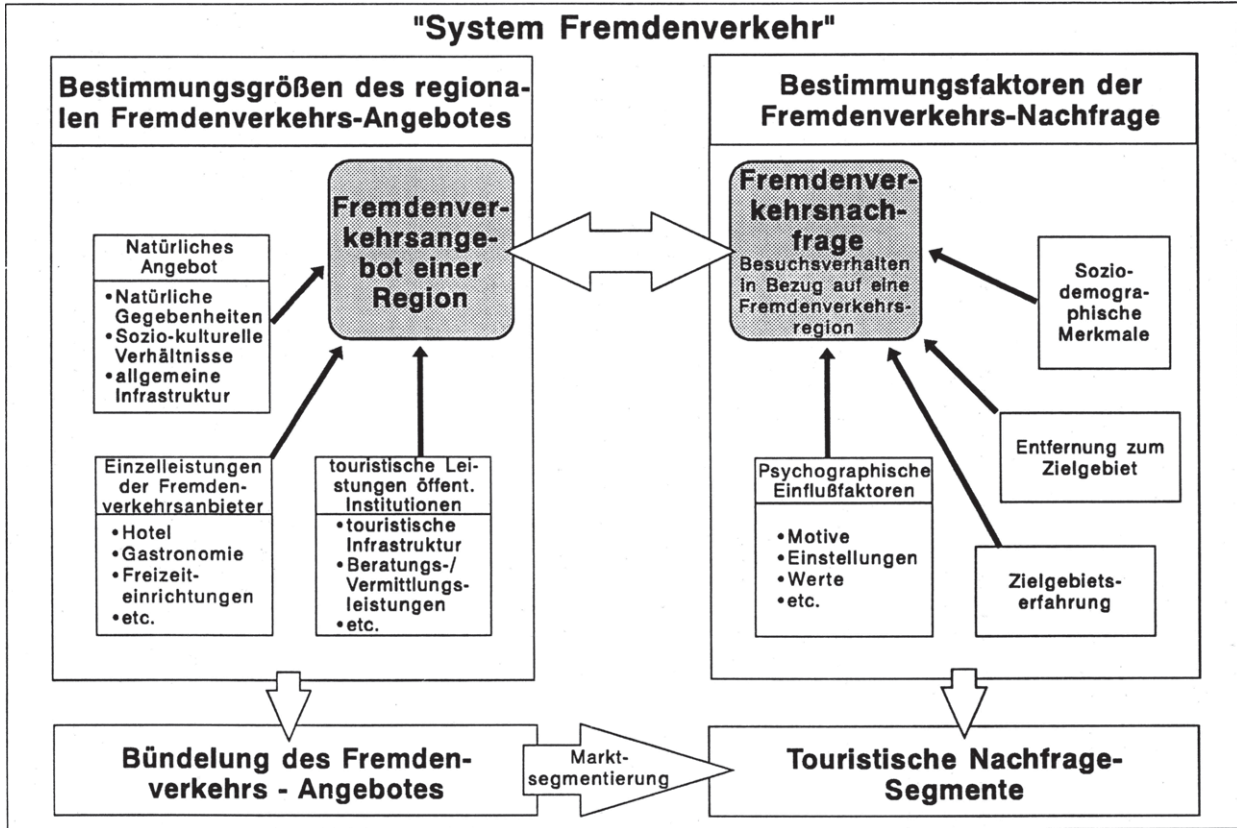 "System Fremdenverkehr"
Bestimmungsgrößen des regiona-
len Fremdenverkehrs-Angebotes
Fremdenver-
kehrsange-
bot einer
Region
Natürliches
Angebot
•Natürliche
Gegebenheiten
•Sozio-kulturelle
Verhältnisse
•allgemeine
Infrastruktur
Einzelleistungen
der Fremden-
verkehrsanbieter
•Hotel
•Gastronomie
•Freizeit-
einrichtungen
•etc.
touristische Lei-
stungen öffent.
Institutionen
•touristische
Infrastruktur
•Beratungs-/
Vermittlungs-
leistungen
•etc.
Bestimmungsfaktoren der
Fremdenverkehrs-Nachfrage
Fremdenver-
kehrsnach-
frage
Besuchsverhalten
in Bezug auf eine
Fremdenverkehrs-
region
Sozio-
demogra-
phische
Merkmale
Entfernung zum
Zielgebiet
Psychographische
Einflußfaktoren
•Motive
•Einstellungen
•Werte
•etc.
Zielgebiets-
erfahrung
Bündelung des Fremden-
verkehrs - Angebotes
Markt-
segmentierung
Touristische Nachfrage-
Segmente